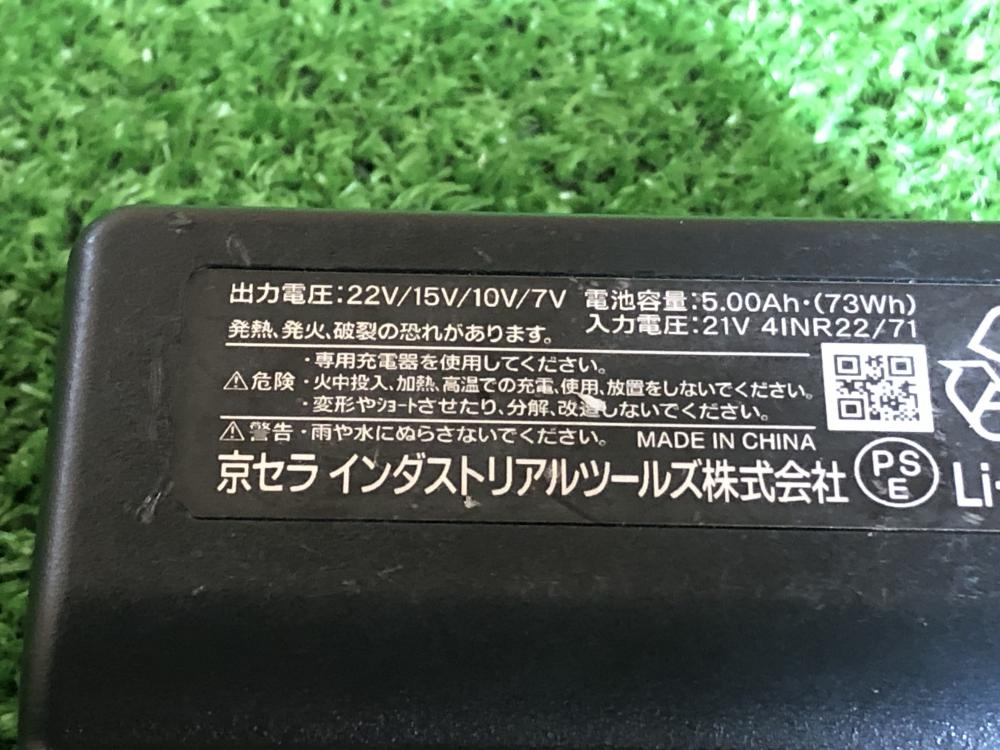 出力電圧:22V/15V/10V/7V 電池容量:5.00Ah・(73Wh)
発熱、発火、破裂の恐れがあります。 入力電圧:21V 4INR22/71
・専用充電器を使用してください。
⚠危険 ・火中投入、加熱、高温での充電、使用、放置をしないでください。
・変形やショートさせたり、分解、改造しないでください。
⚠警告 ・雨や水にぬらさないでください。 MADE IN CHINA
京セラ インダストリアルツールズ株式会社 PS E Li-